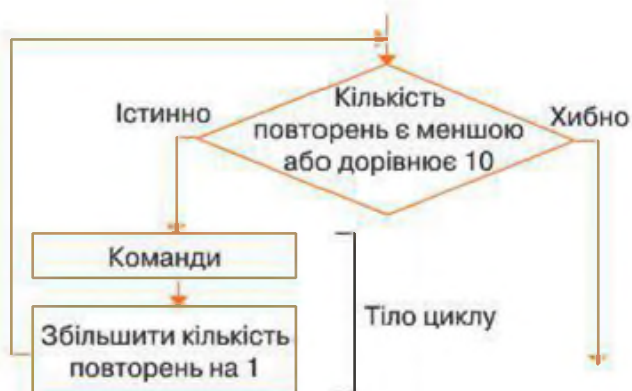 Кількість
повторень є меншою
або дорівнює 10
Істинно
Хибно
Команди
Збільшити кількість
повторень на 1
Тіло циклу